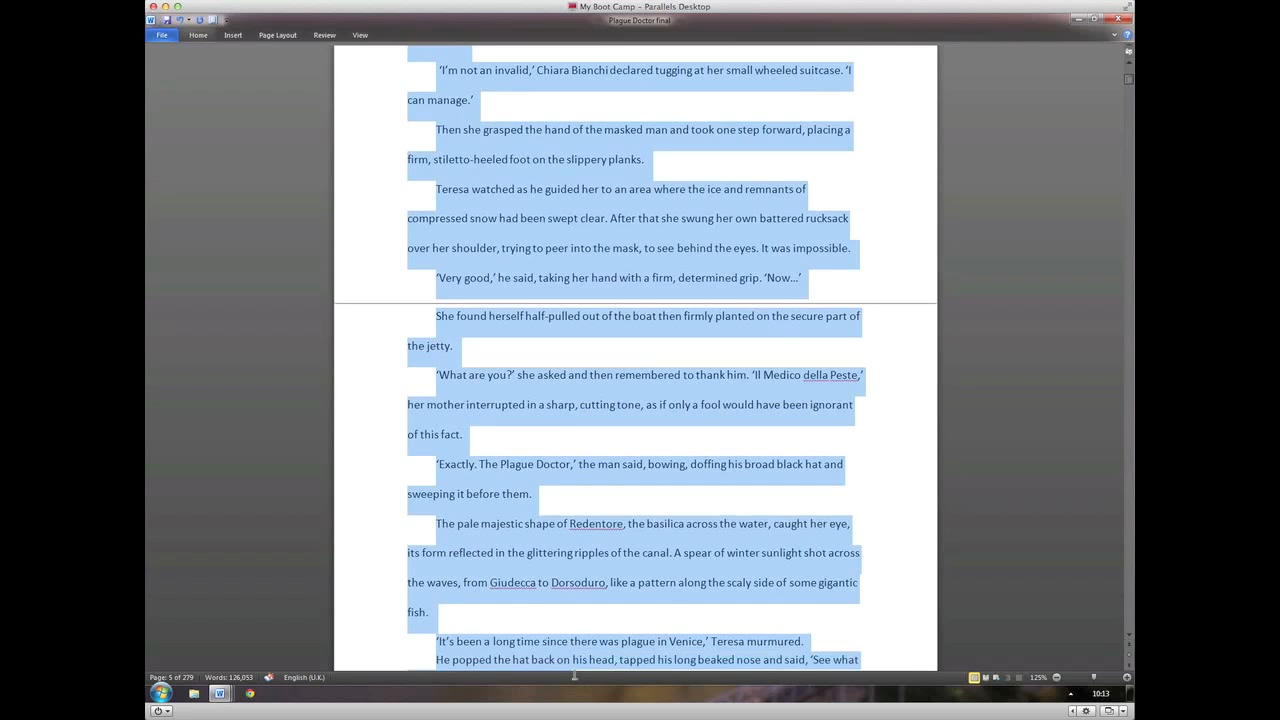 My Boot Camp - Parallels Desktop
Plague Doctor final
File Home Insert Page Layout Review View
‘I’m not an invalid,’ Chiara Bianchi declared tugging at her small wheeled suitcase. ‘I
can manage.’
Then she grasped the hand of the masked man and took one step forward, placing a
firm, stiletto-heeled foot on the slippery planks.
Teresa watched as he guided her to an area where the ice and remnants of
compressed snow had been swept clear. After that she swung her own battered rucksack
over her shoulder, trying to peer into the mask, to see behind the eyes. It was impossible.
‘Very good,’ he said, taking her hand with a firm, determined grip. ‘Now…’
She found herself half-pulled out of the boat then firmly planted on the secure part of
the jetty.
‘What are you?’ she asked and then remembered to thank him. ‘Il Medico della Peste,’
her mother interrupted in a sharp, cutting tone, as if only a fool would have been ignorant
of this fact.
‘Exactly. The Plague Doctor,’ the man said, bowing, doffing his broad black hat and
sweeping it before them.
The pale majestic shape of Redentore, the basilica across the water, caught her eye,
its form reflected in the glittering ripples of the canal. A spear of winter sunlight shot across
the waves, from Giudecca to Dorsoduro, like a pattern along the scaly side of some gigantic
fish.
‘It’s been a long time since there was plague in Venice,’ Teresa murmured.
He popped the hat back on his head, tapped his long beaked nose and said, ‘See what
Page: 5 of 279 Words: 126,053 English (U.K.) 125%
10:13